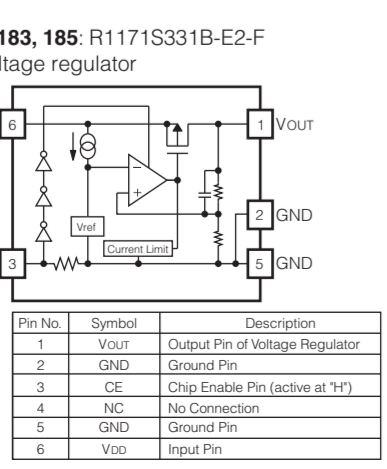 183, 185: R1171S331B-E2-F
ltage regulator
6
1 VOUT
Vref
2 GND
Current Limit
3
5 GND
Pin No. Symbol Description
1 VOUT Output Pin of Voltage Regulator
2 GND Ground Pin
3 CE Chip Enable Pin (active at "H")
4 NC No Connection
5 GND Ground Pin
6 VDD Input Pin